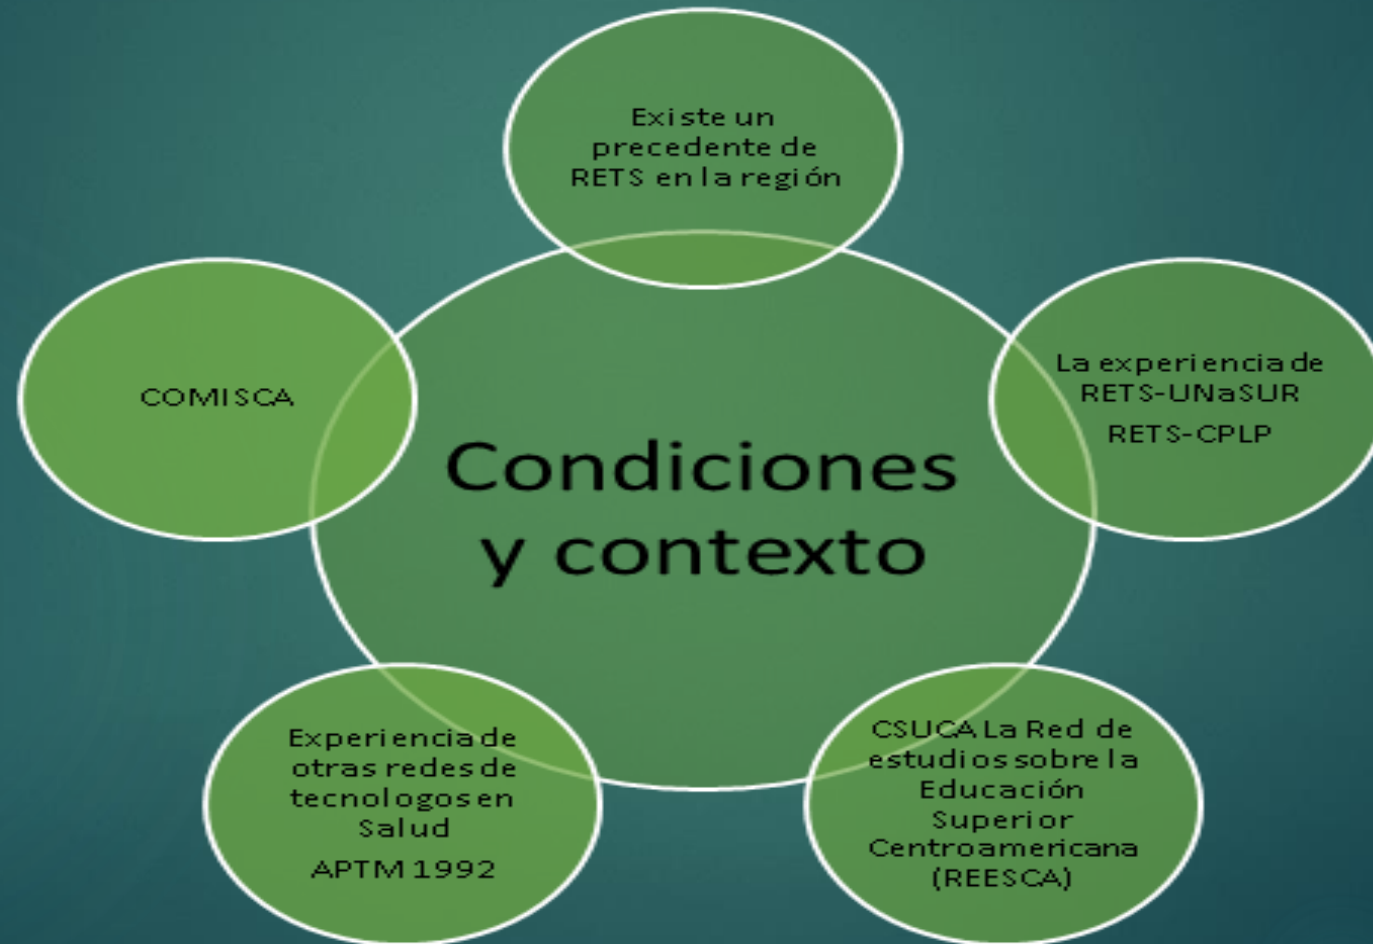 Existe un
precedente de
RETS en la región
La experiencia de
RETS-UNaSUR
RETS-CPLP
CSUCA La Red de
estudios sobre la
Educación
Superior
Centroamericana
(REESCA)
Experiencia de
otras redes de
tecnologos en
Salud
APTM 1992
COMISCA
Condiciones
y contexto